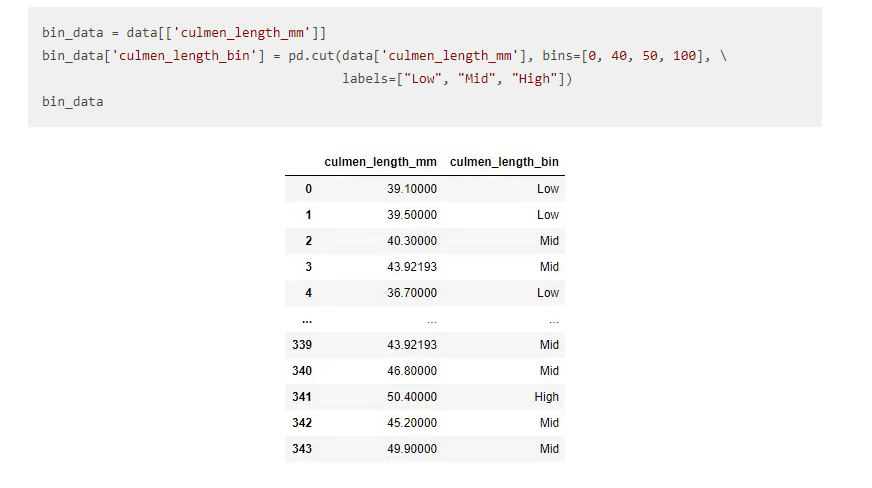 bin_data = data[['culmen_length_mm']]
bin_data['culmen_length_bin'] = pd.cut(data['culmen_length_mm'], bins=[0, 40, 50, 100], \
labels=["Low", "Mid", "High"])
bin_data
culmen_length_mm culmen_length_bin
0 39.10000 Low
1 39.50000 Low
2 40.30000 Mid
3 43.92193 Mid
4 36.70000 Low
... ... ...
339 43.92193 Mid
340 46.80000 Mid
341 50.40000 High
342 45.20000 Mid
343 49.90000 Mid